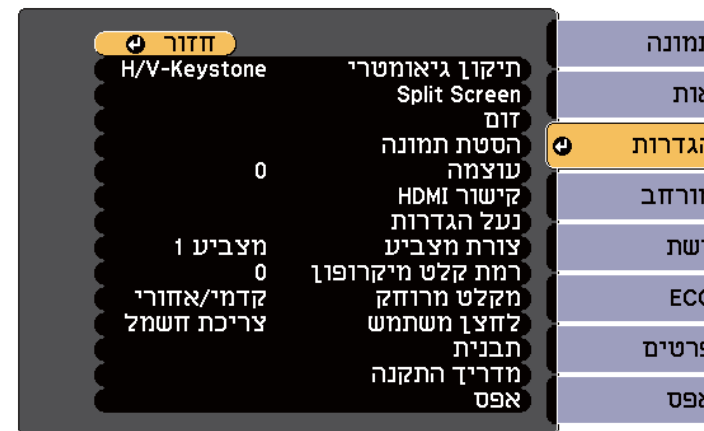 תמונה
אות
הגדרות
מורחב
רשת
ECO
פרטים
אפס
חזור
תיקון גיאומטרי H/V-Keystone
Split Screen
זום
הסטת תמונה
עוצמה 0
קישור HDMI
נעל הגדרות
צורת מצביע מצביע 1
רמת קלט מיקרופון 0
מקלט מרוחק קדמי/אחורי
לחצן משתמש צריכת חשמל
תבנית
מדריך התקנה
אפס